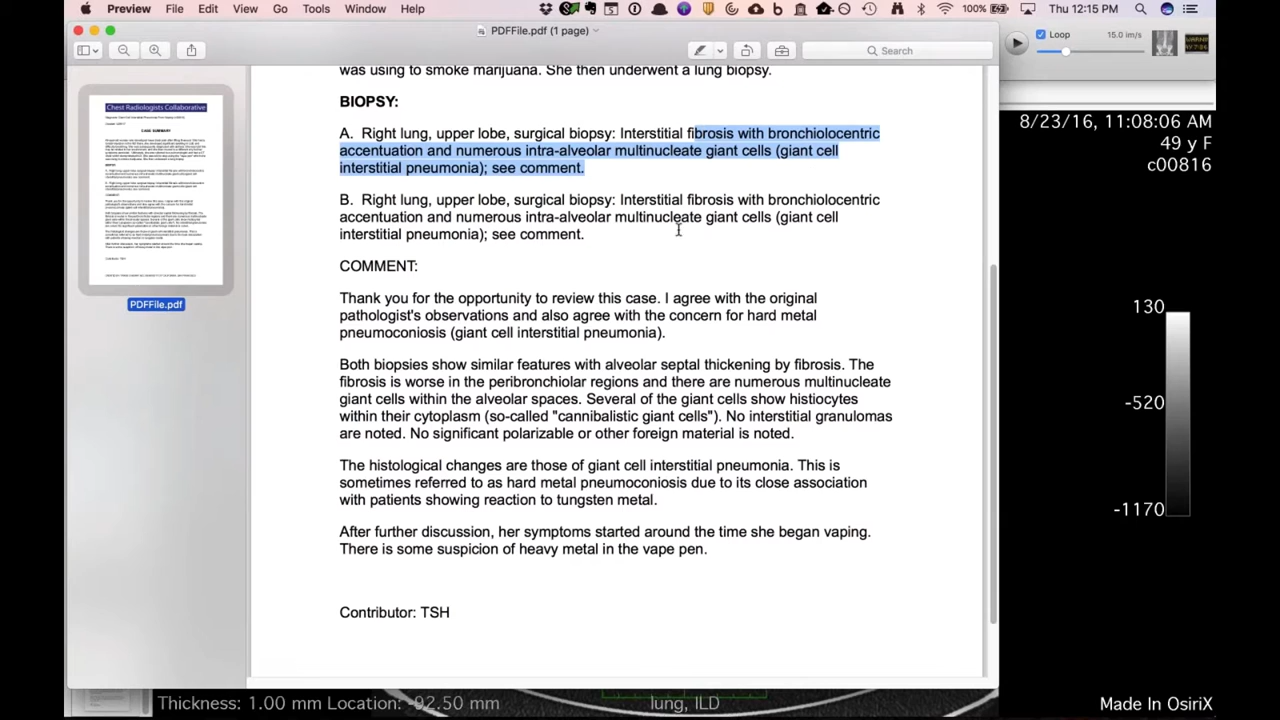 Preview File Edit View Go Tools Window Help
100%
Thu 12:15 PM
PDFFile.pdf (1 page)
Search
Loop
15.0 im/s
Chest Radiologists Collaborative
PDFFile.pdf
was using to smoke marijuana. She then underwent a lung biopsy.
BIOPSY:
A. Right lung, upper lobe, surgical biopsy: Interstitial fibrosis with bronchiolocentric
accentuation and numerous intraalveolar multinucleate giant cells (giant cell
interstitial pneumonia); see comment.
B. Right lung, upper lobe, surgical biopsy: Interstitial fibrosis with bronchiolocentric
accentuation and numerous intraalveolar multinucleate giant cells (giant cell
interstitial pneumonia); see comment.
COMMENT:
Thank you for the opportunity to review this case. I agree with the original
pathologist's observations and also agree with the concern for hard metal
pneumoconiosis (giant cell interstitial pneumonia).
Both biopsies show similar features with alveolar septal thickening by fibrosis. The
fibrosis is worse in the peribronchiolar regions and there are numerous multinucleate
giant cells within the alveolar spaces. Several of the giant cells show histiocytes
within their cytoplasm (so-called "cannibalistic giant cells"). No interstitial granulomas
are noted. No significant polarizable or other foreign material is noted.
The histological changes are those of giant cell interstitial pneumonia. This is
sometimes referred to as hard metal pneumoconiosis due to its close association
with patients showing reaction to tungsten metal.
After further discussion, her symptoms started around the time she began vaping.
There is some suspicion of heavy metal in the vape pen.
Contributor: TSH
8/23/16, 11:08:06 AM
49 y F
c00816
130
-520
-1170
Thickness: 1.00 mm Location: -92.50 mm
lung, ILD
Made In OsiriX